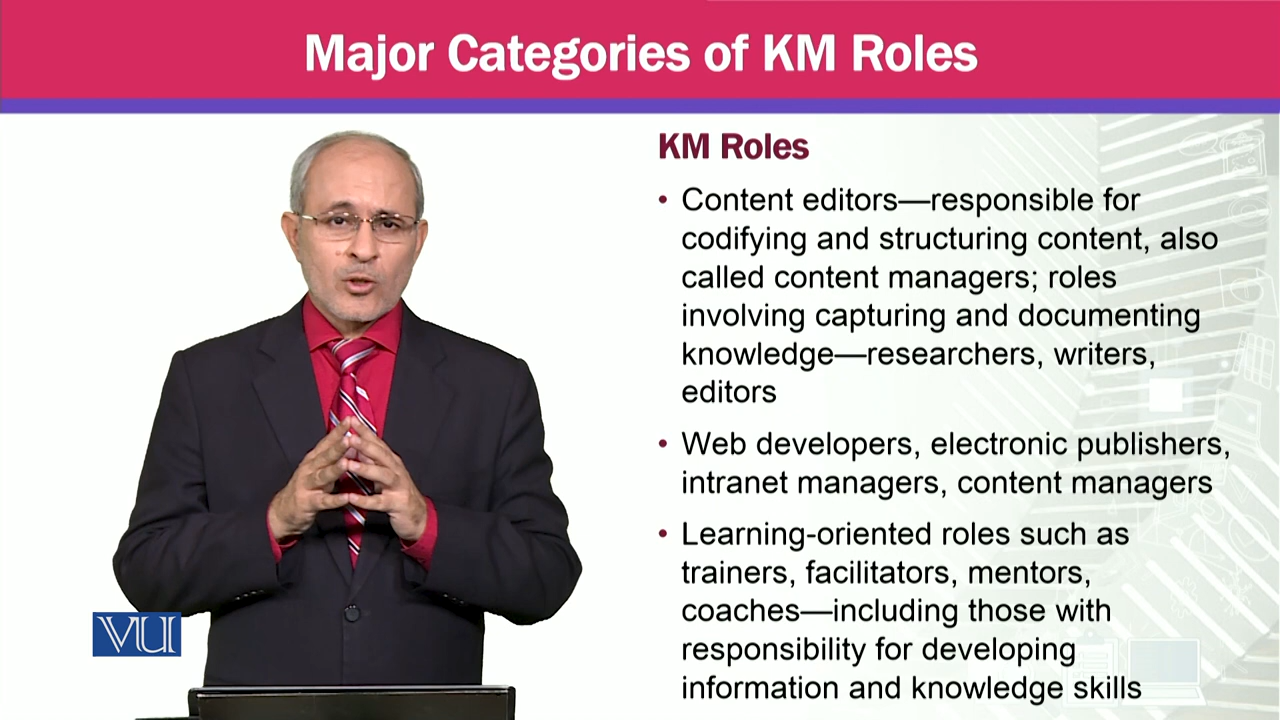 Major Categories of KM Roles
KM Roles
• Content editors—responsible for
codifying and structuring content, also
called content managers; roles
involving capturing and documenting
knowledge—researchers, writers,
editors
• Web developers, electronic publishers,
intranet managers, content managers
• Learning-oriented roles such as
trainers, facilitators, mentors,
coaches—including those with
responsibility for developing
information and knowledge skills
VU